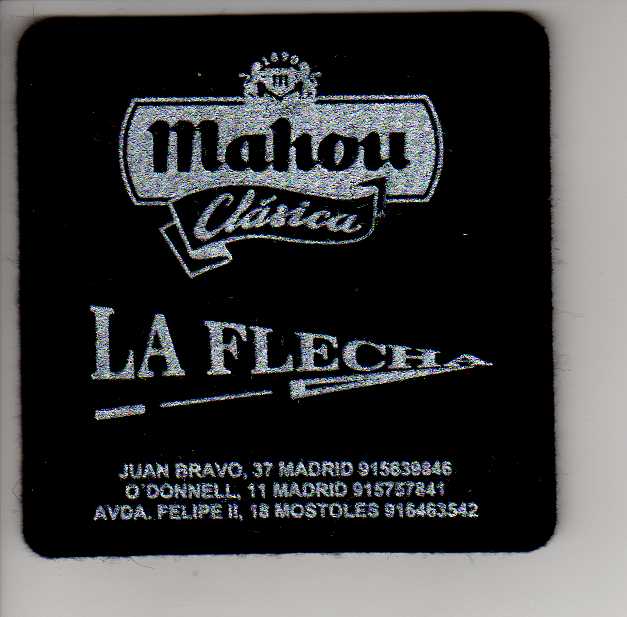 1890
m
Mahou
Clásica
LA FLECHA
JUAN BRAVO, 37 MADRID 915639846
O'DONNELL, 11 MADRID 915757841
AVDA. FELIPE II, 18 MOSTOLES 916463542